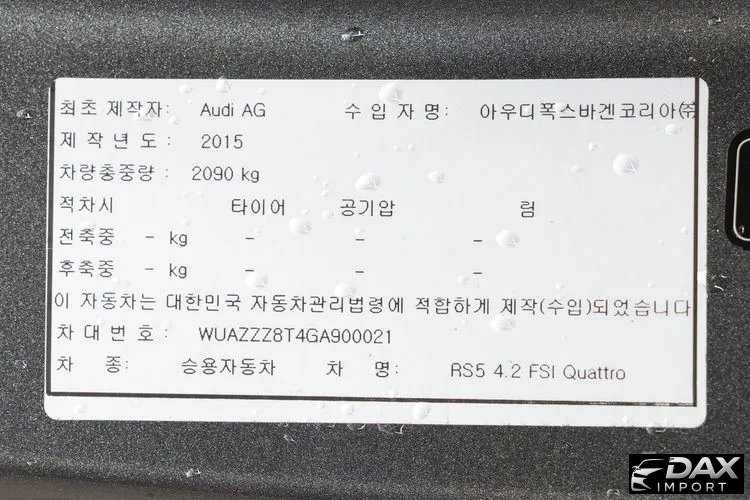 최초 제작자: Audi AG 수 입 자 명: 아우디폭스바겐코리아㈜
제 작 년 도 : 2015
차량총중량 : 2090 kg
적차시 타이어 공기압 림
전축중 - kg - - -
후축중 - kg - - -
이 자동차는 대한민국 자동차관리법령에 적합하게 제작(수입)되었습니다
차 대 번 호 : WUAZZZ8T4GA900021
차 종: 승용자동차 차 명: RS5 4.2 FSI Quattro
DAX
IMPORT